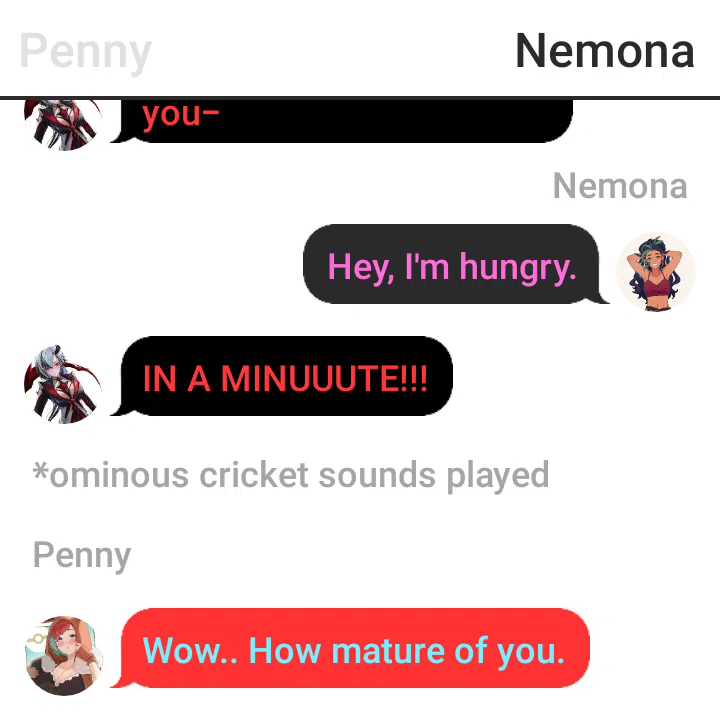 Penny
Nemona
you–
Nemona
Hey, I'm hungry.
IN A MINUUUTE!!!
*ominous cricket sounds played
Penny
Wow.. How mature of you.